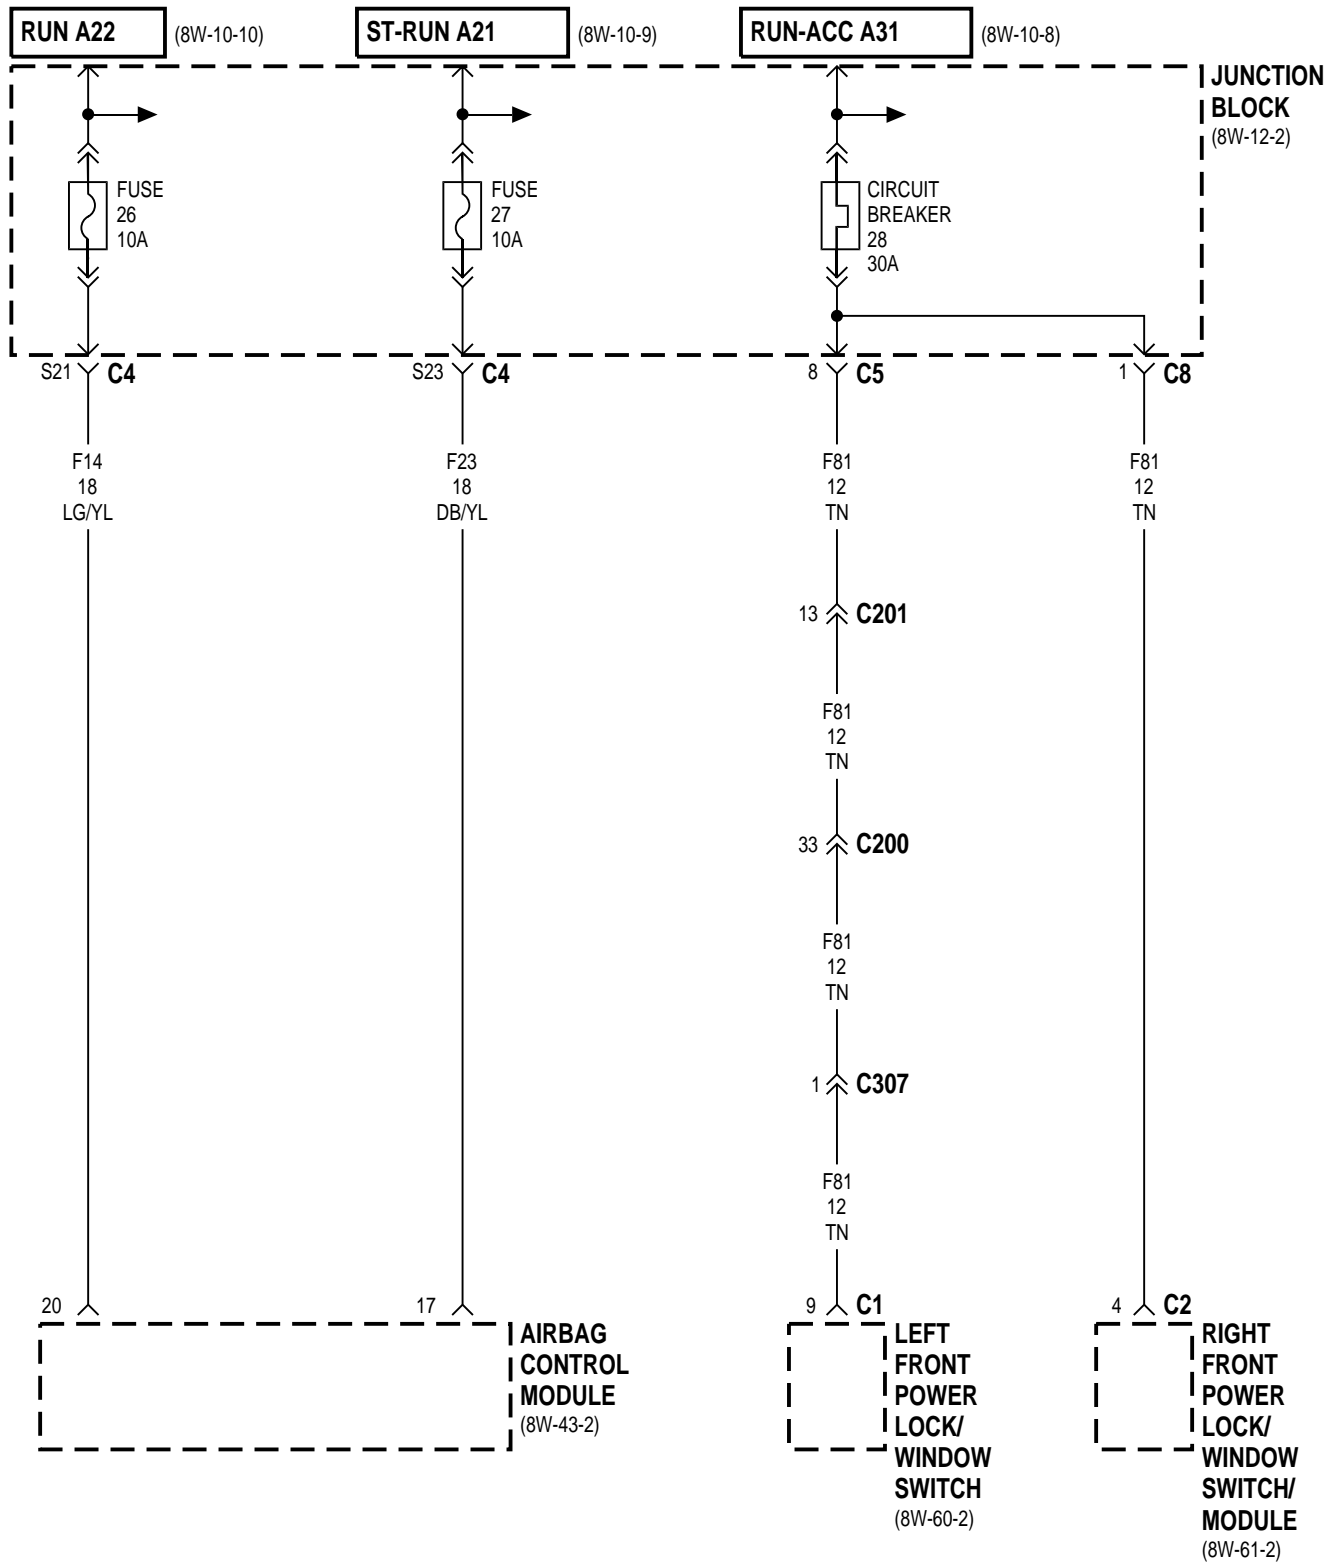 RUN A22
(8W-10-10)
ST-RUN A21
(8W-10-9)
RUN-ACC A31
(8W-10-8)
JUNCTION
BLOCK
(8W-12-2)
FUSE
26
10A
FUSE
27
10A
CIRCUIT
BREAKER
28
30A
S21
C4
S23
C4
8
C5
1
C8
F14
18
LG/YL
F23
18
DB/YL
F81
12
TN
F81
12
TN
13
C201
F81
12
TN
33
C200
F81
12
TN
1
C307
F81
12
TN
20
17
9
C1
4
C2
AIRBAG
CONTROL
MODULE
(8W-43-2)
LEFT
FRONT
POWER
LOCK/
WINDOW
SWITCH
(8W-60-2)
RIGHT
FRONT
POWER
LOCK/
WINDOW
SWITCH/
MODULE
(8W-61-2)